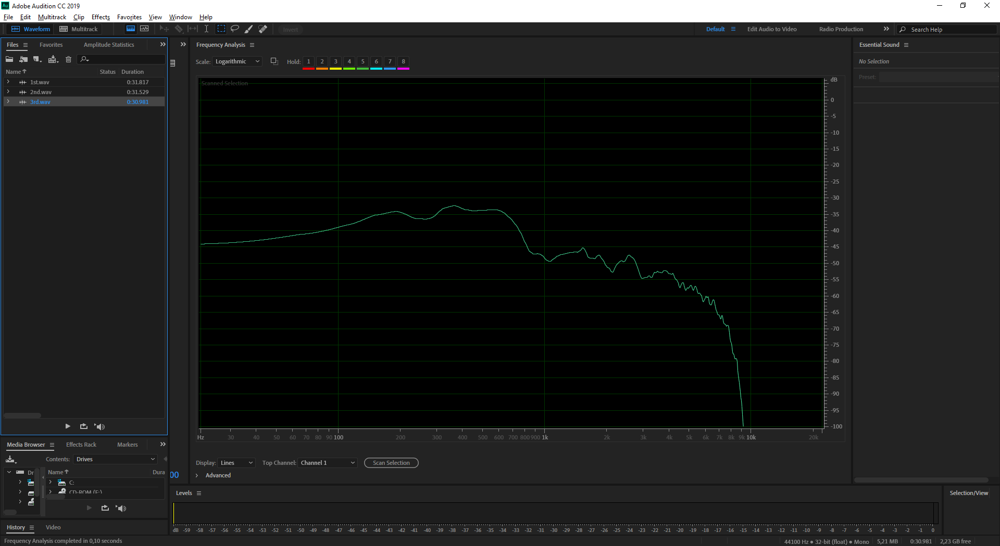 Au Adobe Audition CC 2019
File Edit Multitrack Clip Effects Favorites View Window Help
Waveform Multitrack Invert Default Edit Audio to Video Radio Production Search Help
Files Favorites Amplitude Statistics
Name Status Duration
1st.wav 0:31.817
2nd.wav 0:31.529
3rd.wav 0:30.981
Frequency Analysis
Scale: Logarithmic Hold: 1 2 3 4 5 6 7 8
Scanned Selection
dB
0
-5
-10
-15
-20
-25
-30
-35
-40
-45
-50
-55
-60
-65
-70
-75
-80
-85
-90
-95
-100
Hz 30 40 50 60 70 80 90 100 200 300 400 500 600 700 800 900 1k 2k 3k 4k 5k 6k 7k 8k 9k 10k 20k
Display: Lines Top Channel: Channel 1 Scan Selection
Advanced
Essential Sound
No Selection
Preset:
Media Browser Effects Rack Markers
Contents: Drives
Dr
Name Dura
C:
CD-ROM (E:)
00
History Video
Levels
dB -59 -58 -57 -56 -55 -54 -53 -52 -51 -50 -49 -48 -47 -46 -45 -44 -43 -42 -41 -40 -39 -38 -37 -36 -35 -34 -33 -32 -31 -30 -29 -28 -27 -26 -25 -24 -23 -22 -21 -20 -19 -18 -17 -16 -15 -14 -13 -12 -11 -10 -9 -8 -7 -6 -5 -4 -3 -2 -1 0
Selection/View
Frequency Analysis completed in 0,10 seconds
44100 Hz ● 32-bit (float) ● Mono 5,21 MB 0:30.981 2,23 GB free